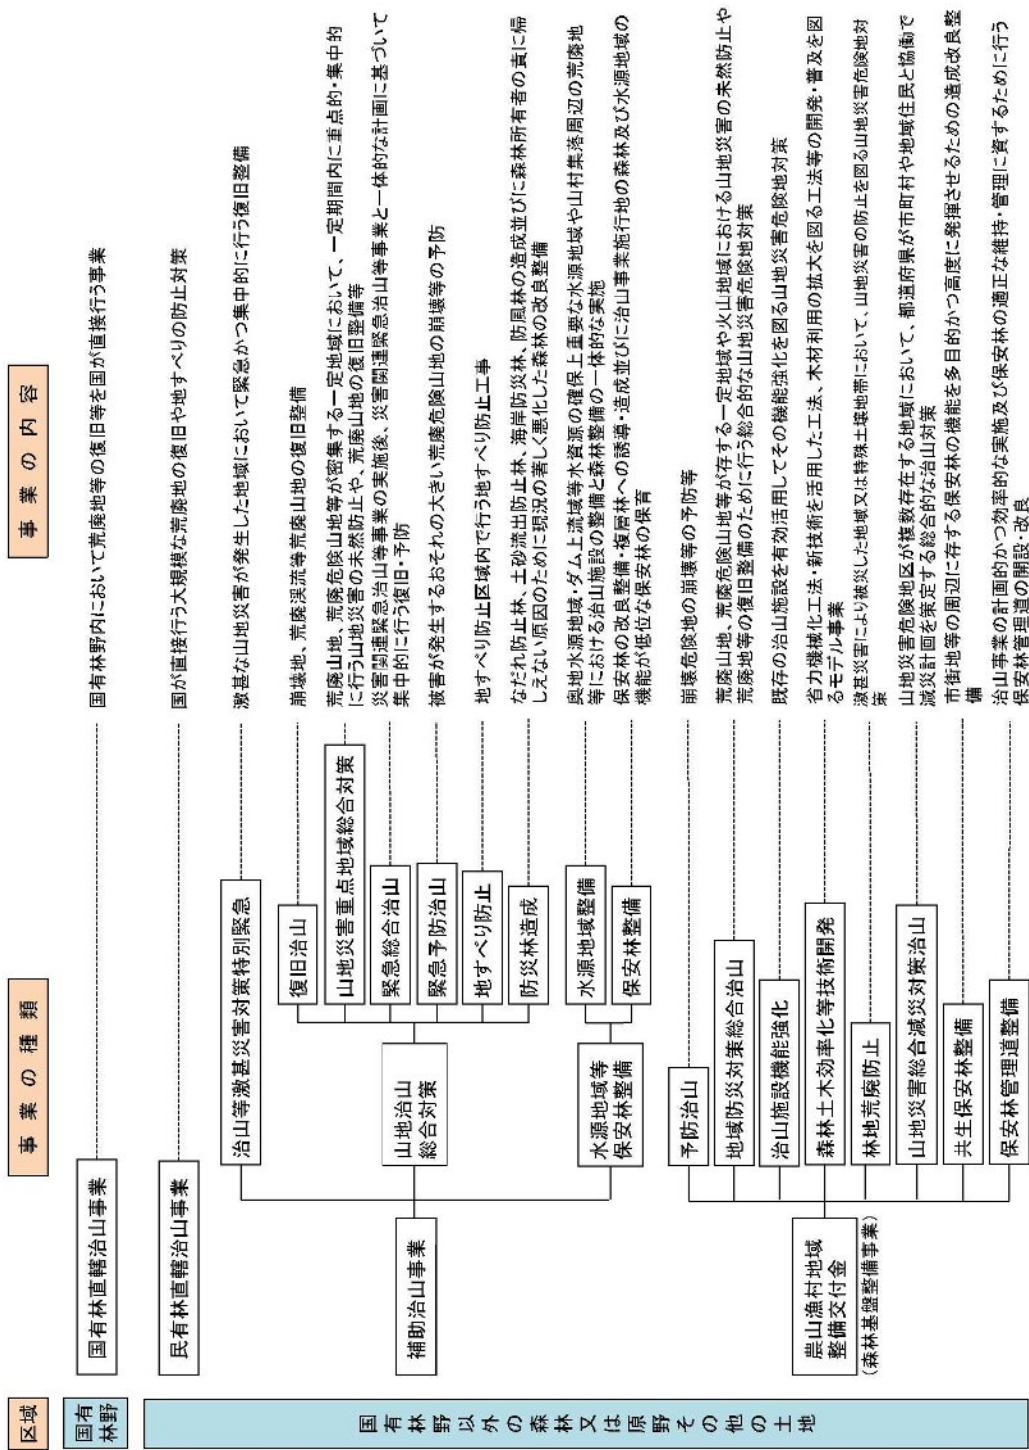 区域
事業の種類
事業の内容
国有
林野
国有林直轄治山事業
国有林野内において荒廃地等の復旧等を国が直接行う事業
国有林野以外の森林又は原野その他の土地
民有林直轄治山事業
国が直接行う大規模な荒廃地の復旧や地すべりの防止対策
補助治山事業
治山等激甚災害対策特別緊急
激甚な山地災害が発生した地域において緊急かつ集中的に行う復旧整備
山地治山
総合対策
復旧治山
崩壊地、荒廃渓流等荒廃山地の復旧整備
山地災害重点地域総合対策
荒廃山地、荒廃危険山地等が密集する一定地域において、一定期間内に重点的・集中的
に行う山地災害の未然防止や、荒廃山地の復旧整備等
緊急総合治山
災害関連緊急治山等事業の実施後、災害関連緊急治山等事業と一体的な計画に基づいて
集中的に行う復旧・予防
緊急予防治山
被害が発生するおそれの大きい荒廃危険山地の崩壊等の予防
地すべり防止
地すべり防止区域内で行う地すべり防止工事
防災林造成
なだれ防止林、土砂流出防止林、海岸防災林、防風林の造成並びに森林所有者の責に帰
しえない原因のために現況の著しく悪化した森林の改良整備
水源地域等
保安林整備
水源地域整備
奥地水源地域・ダム上流域等水資源の確保上重要な水源地域や山村集落周辺の荒廃地
等における治山施設の整備と森林整備の一体的な実施
保安林整備
保安林の改良整備・複層林への誘導・造成並びに治山事業施行地の森林及び水源地域の
機能が低位な保安林の保育
農山漁村地域
整備交付金
(森林基盤整備事業)
予防治山
崩壊危険地の崩壊等の予防等
地域防災対策総合治山
荒廃山地、荒廃危険山地等が存する一定地域や火山地域における山地災害の未然防止や
荒廃地等の復旧整備のために行う総合的な山地災害危険地対策
治山施設機能強化
既存の治山施設を有効活用してその機能強化を図る山地災害危険地対策
森林土木効率化等技術開発
省力機械化工法・新技術を活用した工法、木材利用の拡大を図る工法等の開発・普及を図
るモデル事業
林地荒廃防止
激甚災害により被災した地域又は特殊土壌地帯において、山地災害の防止を図る山地災害危険地対
策
山地災害総合減災対策治山
山地災害危険地区が複数存在する地域において、都道府県が市町村や地域住民と協働で
減災計画を策定する総合的な治山対策
共生保安林整備
市街地等の周辺に存する保安林の機能を多目的かつ高度に発揮させるための造成改良整
備
保安林管理道整備
治山事業の計画的かつ効率的な実施及び保安林の適正な維持・管理に資するために行う
保安林管理道の開設・改良